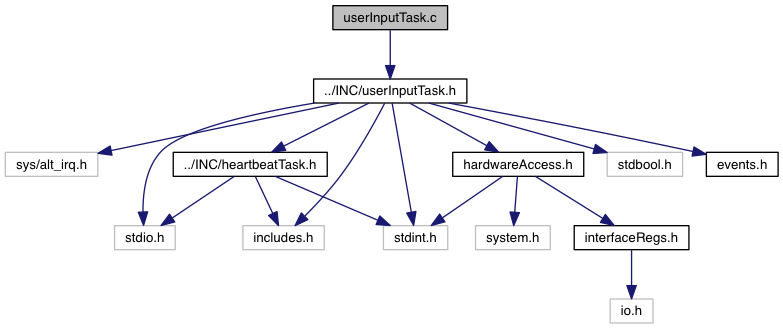 userInputTask.c
../INC/userInputTask.h
sys/alt_irq.h
../INC/heartbeatTask.h
hardwareAccess.h
stdbool.h
events.h
stdio.h
includes.h
stdint.h
system.h
interfaceRegs.h
io.h